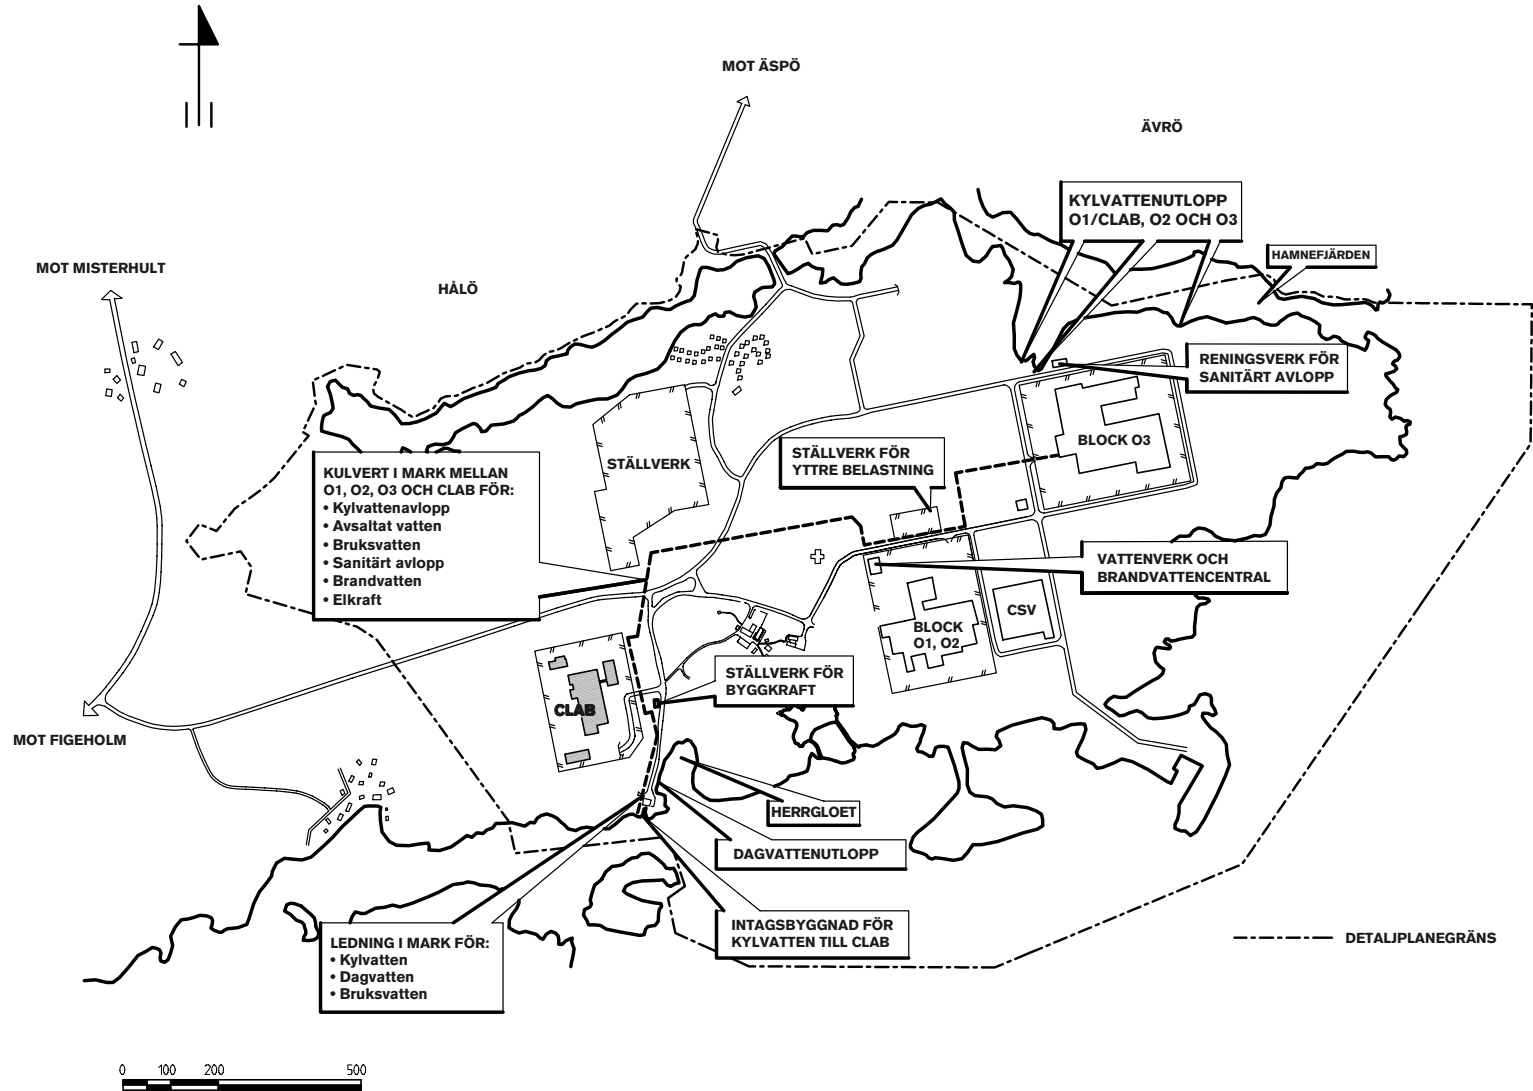 MOT ÄSPÖ
ÄVRÖ
KYLVATTENUTLOPP
O1/CLAB, O2 OCH O3
HAMNEFJÄRDEN
MOT MISTERHULT
HÅLÖ
RENINGSVERK FÖR
SANITÄRT AVLOPP
BLOCK O3
STÄLLVERK FÖR
YTTRE BELASTNING
STÄLLVERK
KULVERT I MARK MELLAN
O1, O2, O3 OCH CLAB FÖR:
• Kylvattenavlopp
• Avsaltat vatten
• Bruksvatten
• Sanitärt avlopp
• Brandvatten
• Elkraft
VATTENVERK OCH
BRANDVATTENCENTRAL
CSV
BLOCK
O1, O2
STÄLLVERK FÖR
BYGGKRAFT
CLAB
MOT FIGEHOLM
HERRGLOET
DAGVATTENUTLOPP
INTAGSBYGGNAD FÖR
KYLVATTEN TILL CLAB
LEDNING I MARK FÖR:
• Kylvatten
• Dagvatten
• Bruksvatten
DETALJPLANEGRÄNS
0 100 200 500